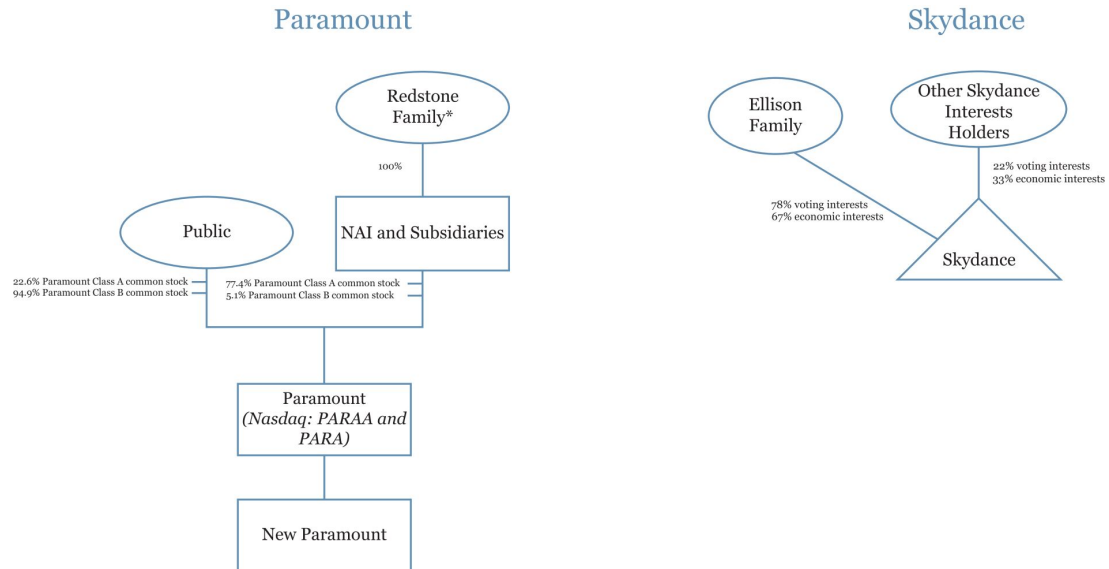 Paramount
Skydance
Redstone
Family*
Ellison
Family
Other Skydance
Interests
Holders
100%
22% voting interests
33% economic interests
78% voting interests
67% economic interests
Public
NAI and Subsidiaries
Skydance
22.6% Paramount Class A common stock
94.9% Paramount Class B common stock
77.4% Paramount Class A common stock
5.1% Paramount Class B common stock
Paramount
(Nasdaq: PARAA and
PARA)
New Paramount